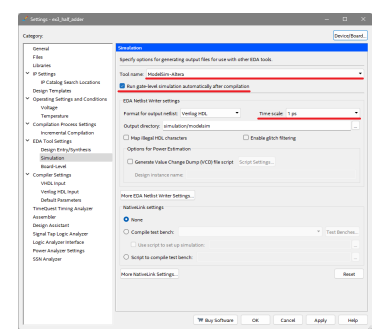 Settings - ex3_half_adder
Category:
Device/Board...
General
Files
Libraries
IP Settings
IP Catalog Search Locations
Design Templates
Operating Settings and Conditions
Voltage
Temperature
Compilation Process Settings
Incremental Compilation
EDA Tool Settings
Design Entry/Synthesis
Simulation
Board-Level
Compiler Settings
VHDL Input
Verilog HDL Input
Default Parameters
TimeQuest Timing Analyzer
Assembler
Design Assistant
Signal Tap Logic Analyzer
Logic Analyzer Interface
Power Analyzer Settings
SSN Analyzer
Simulation
Specify options for generating output files for use with other EDA tools.
Tool name: ModelSim-Altera
Run gate-level simulation automatically after compilation
EDA Netlist Writer settings
Format for output netlist: Verilog HDL Time scale: 1 ps
Output directory: simulation/modelsim ...
Map illegal HDL characters Enable glitch filtering
Options for Power Estimation
Generate Value Change Dump (VCD) file script Script Settings...
Design instance name:
More EDA Netlist Writer Settings...
NativeLink settings
None
Compile test bench: Test Benches...
Use script to set up simulation:
Script to compile test bench:
More NativeLink Settings... Reset
Buy Software OK Cancel Apply Help